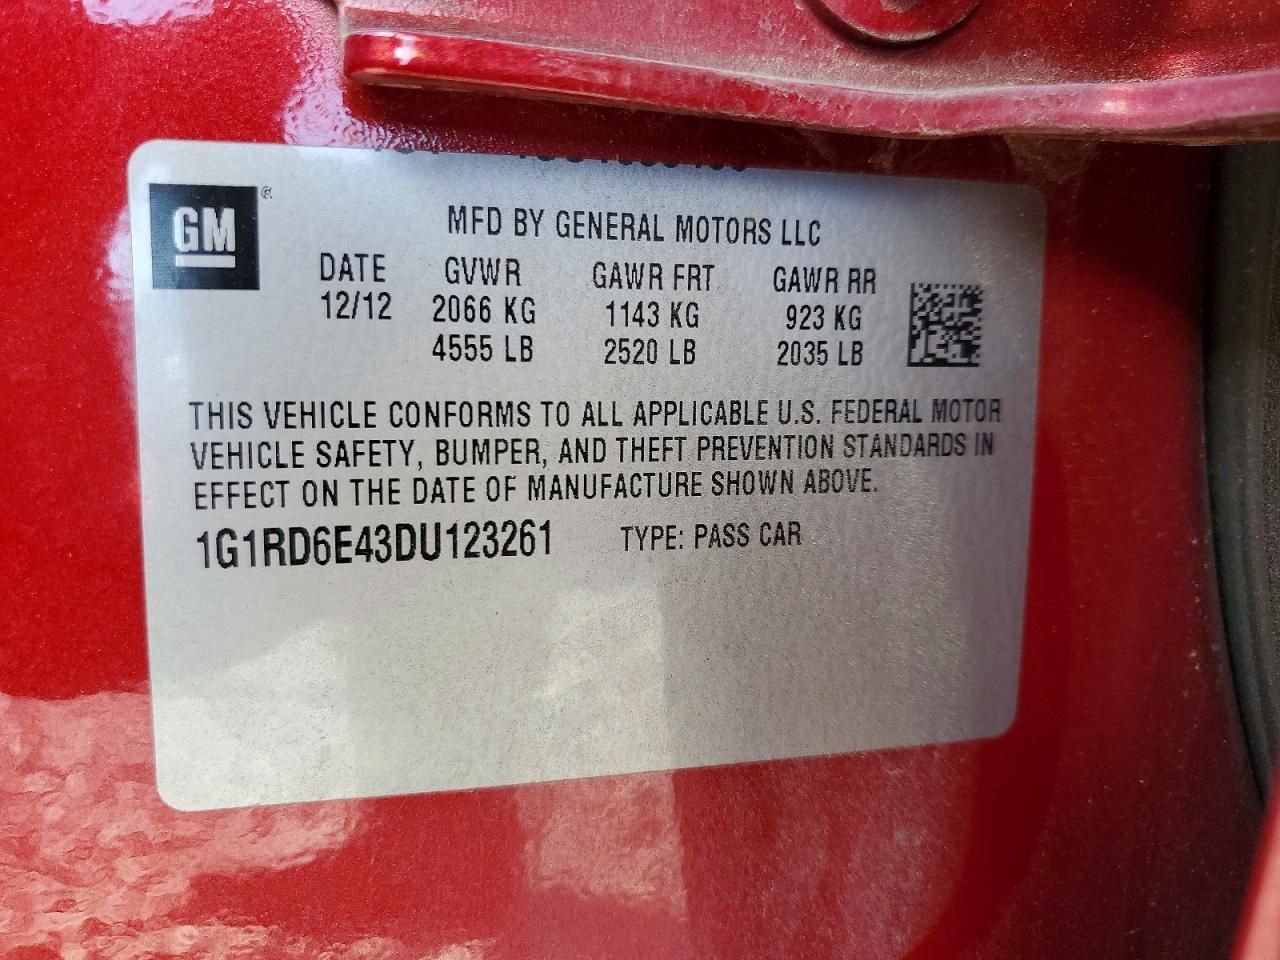 GM ®
MFD BY GENERAL MOTORS LLC
DATE GVWR GAWR FRT GAWR RR
12/12 2066 KG 1143 KG 923 KG
4555 LB 2520 LB 2035 LB
THIS VEHICLE CONFORMS TO ALL APPLICABLE U.S. FEDERAL MOTOR
VEHICLE SAFETY, BUMPER, AND THEFT PREVENTION STANDARDS IN
EFFECT ON THE DATE OF MANUFACTURE SHOWN ABOVE.
1G1RD6E43DU123261 TYPE: PASS CAR